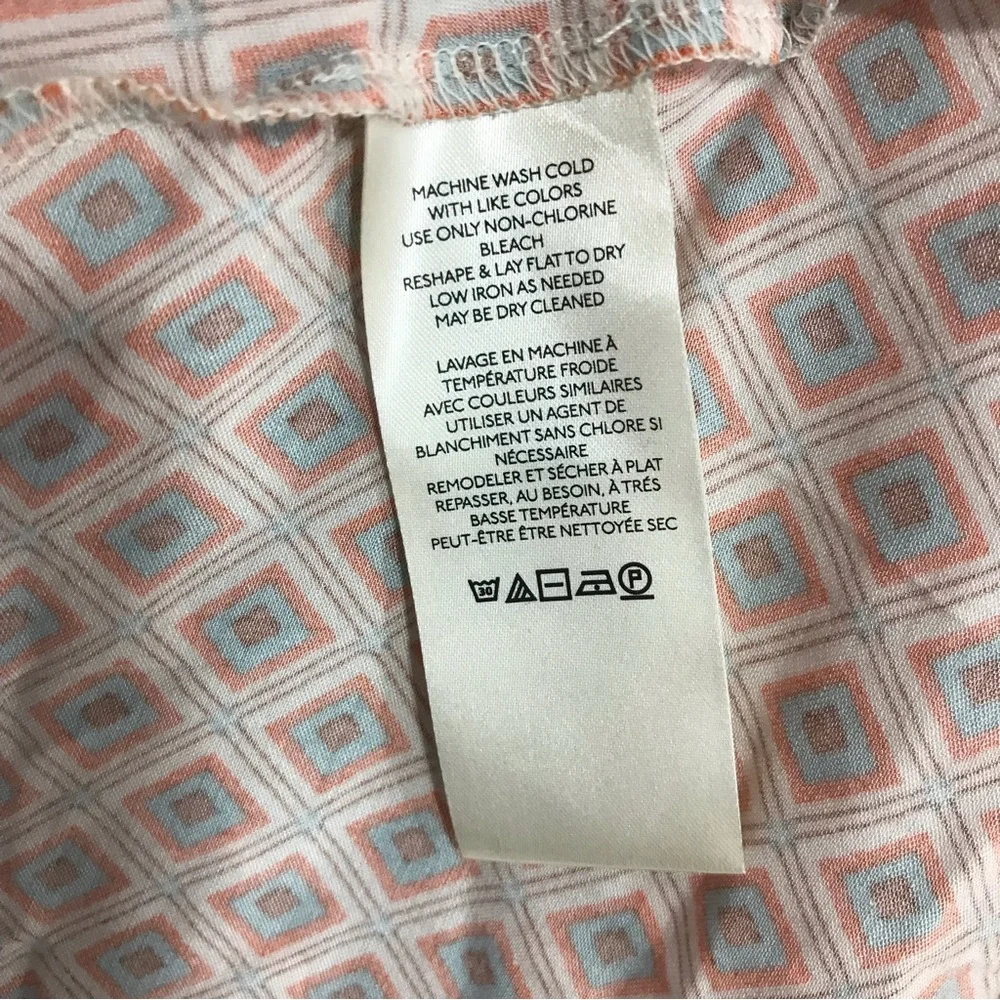 MACHINE WASH COLD
WITH LIKE COLORS
USE ONLY NON-CHLORINE
BLEACH
RESHAPE & LAY FLAT TO DRY
LOW IRON AS NEEDED
MAY BE DRY CLEANED
LAVAGE EN MACHINE À
TEMPÉRATURE FROIDE
AVEC COULEURS SIMILAIRES
UTILISER UN AGENT DE
BLANCHIMENT SANS CHLORE SI
NÉCESSAIRE
REMODELER ET SÉCHER À PLAT
REPASSER, AU BESOIN, À TRÉS
BASSE TEMPÉRATURE
PEUT-ÊTRE ÊTRE NETTOYÉE SEC
30 P